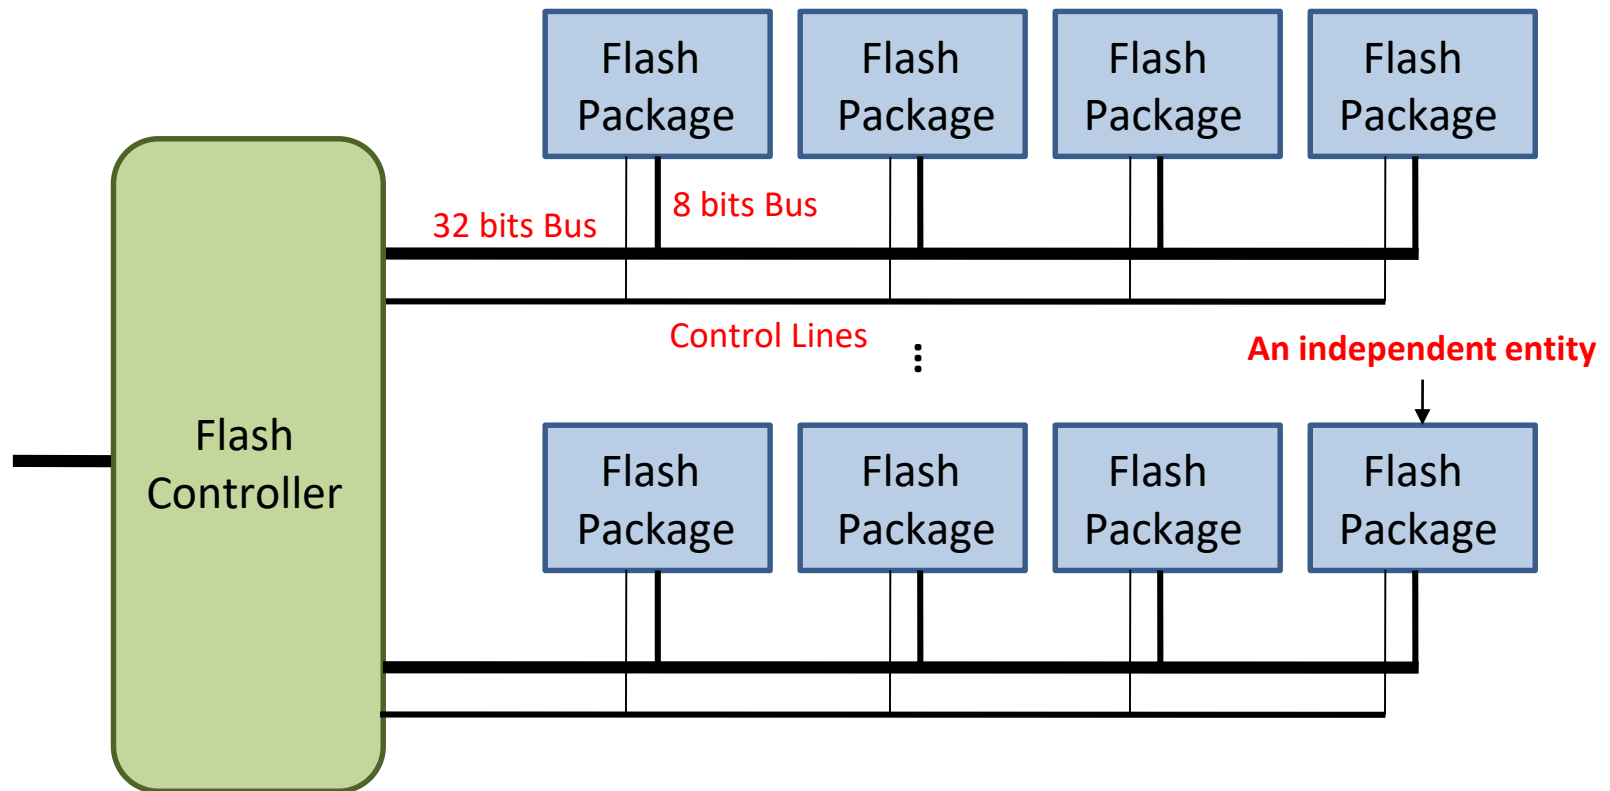 Flash
Package
Flash
Package
Flash
Package
Flash
Package
8 bits Bus
32 bits Bus
Control Lines
An independent entity
Flash
Controller
Flash
Package
Flash
Package
Flash
Package
Flash
Package